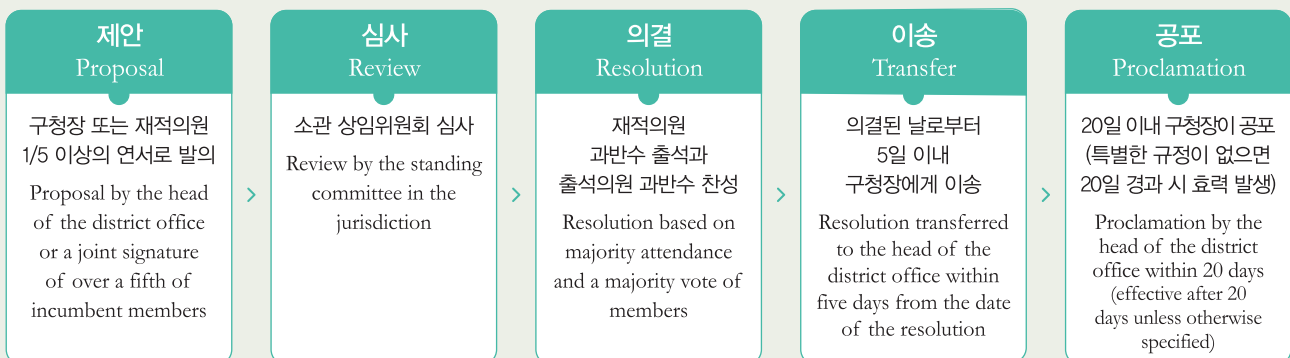 제안
Proposal
구청장 또는 재적의원
1/5 이상의 연서로 발의
Proposal by the head
of the district office
or a joint signature
of over a fifth of
incumbent members
심사
Review
소관 상임위원회 심사
Review by the standing
committee in the
jurisdiction
의결
Resolution
재적의원
과반수 출석과
출석의원 과반수 찬성
Resolution based on
majority attendance
and a majority vote of
members
이송
Transfer
의결된 날로부터
5일 이내
구청장에게 이송
Resolution transferred
to the head of the
district office within
five days from the date
of the resolution
공포
Proclamation
20일 이내 구청장이 공포
(특별한 규정이 없으면
20일 경과 시 효력 발생)
Proclamation by the
head of the district
office within 20 days
(effective after 20
days unless otherwise
specified)